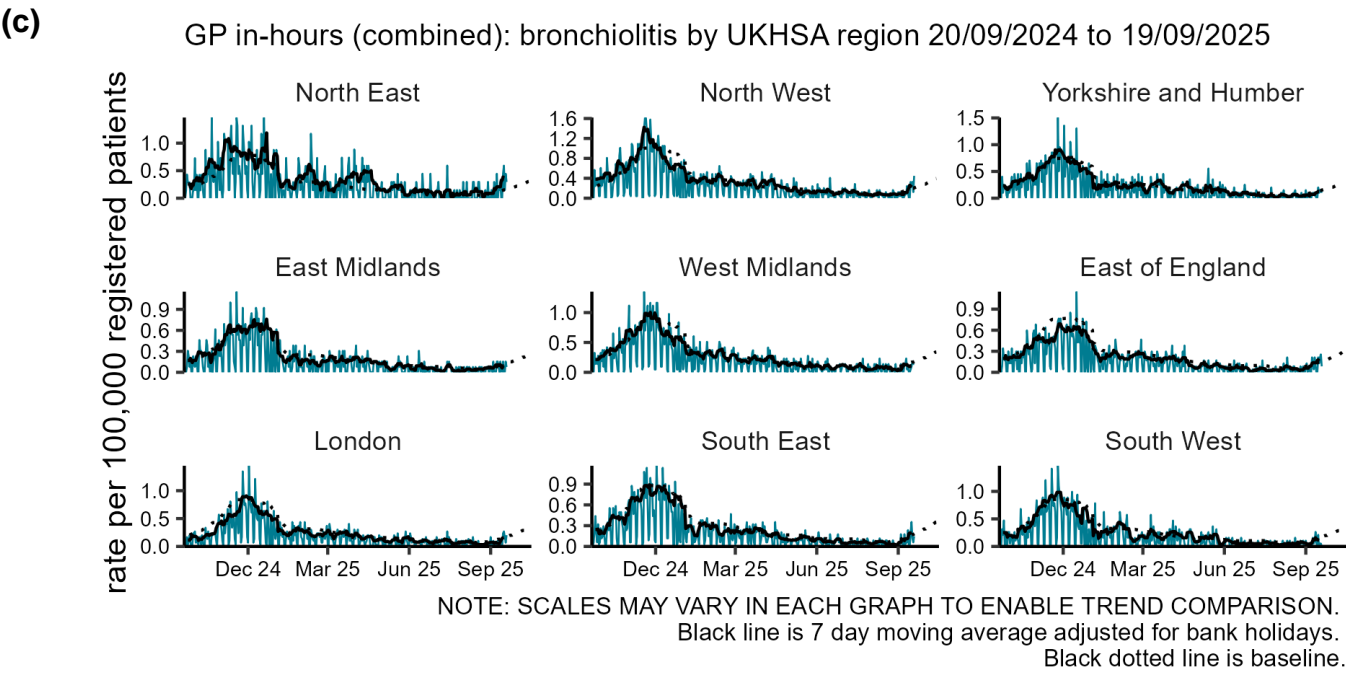 (c)
GP in-hours (combined): bronchiolitis by UKHSA region 20/09/2024 to 19/09/2025
rate per 100,000 registered patients
North East
1.0
0.5
0.0
North West
1.6
1.2
0.8
0.4
0.0
Yorkshire and Humber
1.5
1.0
0.5
0.0
East Midlands
0.9
0.6
0.3
0.0
West Midlands
1.0
0.5
0.0
East of England
0.9
0.6
0.3
0.0
London
1.0
0.5
0.0
Dec 24 Mar 25 Jun 25 Sep 25
South East
0.9
0.6
0.3
0.0
Dec 24 Mar 25 Jun 25 Sep 25
South West
1.0
0.5
0.0
Dec 24 Mar 25 Jun 25 Sep 25
NOTE: SCALES MAY VARY IN EACH GRAPH TO ENABLE TREND COMPARISON.
Black line is 7 day moving average adjusted for bank holidays.
Black dotted line is baseline.